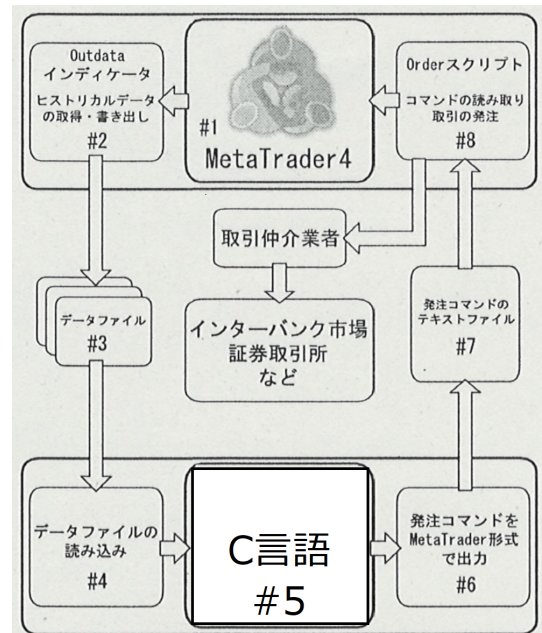 Outdata
インディケータ
ヒストリカルデータ
の取得・書き出し
#2
#1
MetaTrader4
Orderスクリプト
コマンドの読み取り
取引の発注
#8
取引仲介業者
インターバンク市場
証券取引所
など
データファイル
#3
発注コマンドの
テキストファイル
#7
データファイルの
読み込み
#4
C言語
#5
発注コマンドを
MetaTrader形式
で出力
#6